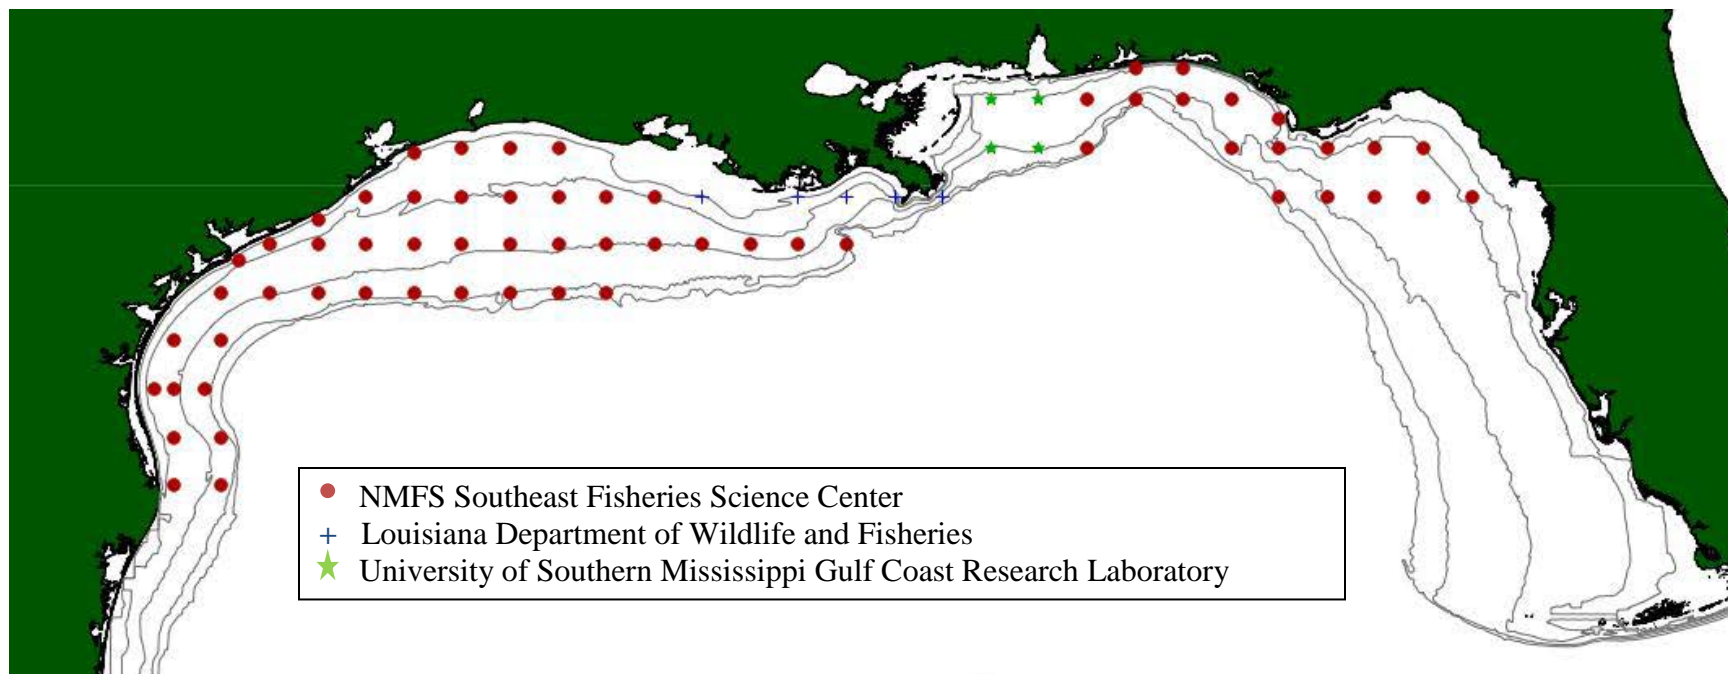 NMFS Southeast Fisheries Science Center
Louisiana Department of Wildlife and Fisheries
University of Southern Mississippi Gulf Coast Research Laboratory